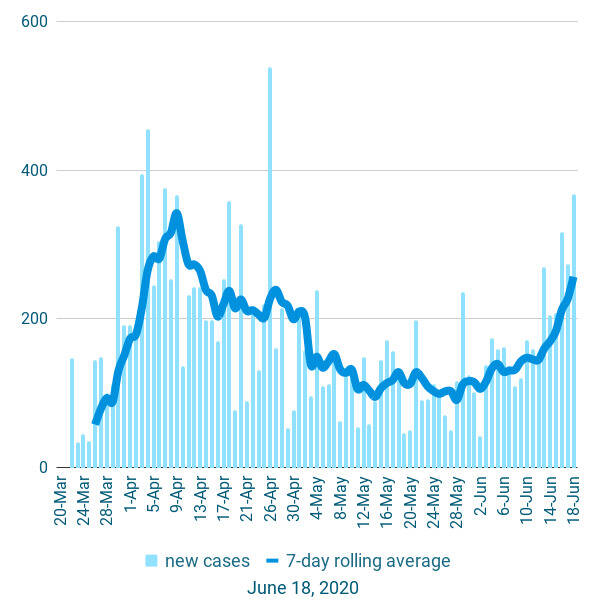 600
400
200
0
20-Mar
24-Mar
28-Mar
1-Apr
5-Apr
9-Apr
13-Apr
17-Apr
21-Apr
26-Apr
30-Apr
4-May
8-May
12-May
16-May
20-May
24-May
28-May
2-Jun
6-Jun
10-Jun
14-Jun
18-Jun
new cases 7-day rolling average
June 18, 2020